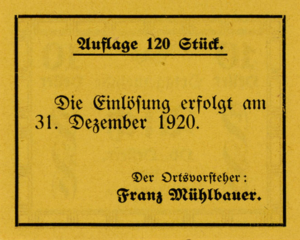 Auflage 120 Stück.
Die Einlösung erfolgt am
31. Dezember 1920.
Der Ortsvorsteher:
Franz Mühlbauer.